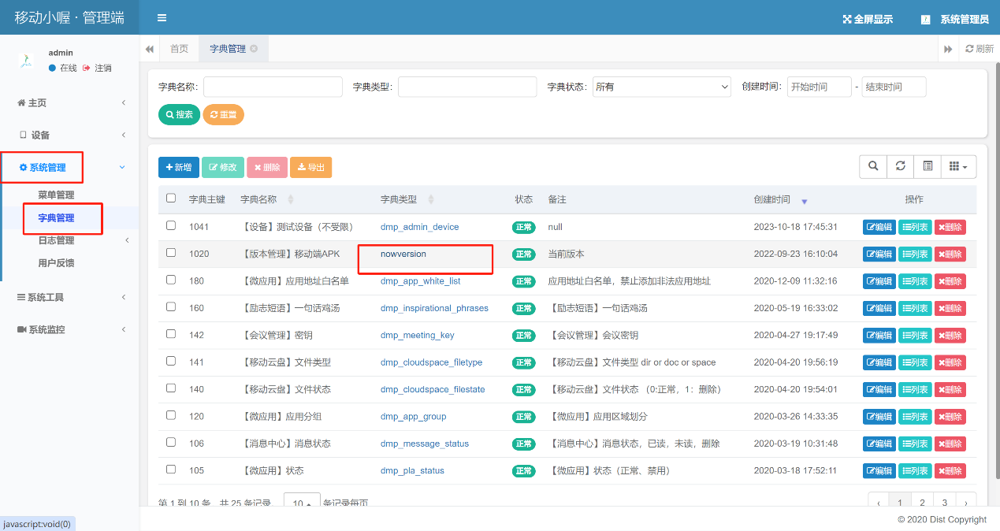 移动小喔 · 管理端
全屏显示 系统管理员
admin
在线 注销
首页 字典管理 刷新
字典名称: 字典类型: 字典状态: 所有 创建时间: 开始时间 - 结束时间
搜索 重置
主页
设备
系统管理
菜单管理
字典管理
日志管理
用户反馈
系统工具
系统监控
新增 修改 删除 导出
字典主键 字典名称 字典类型 状态 备注 创建时间 操作
1041 【设备】测试设备（不受限） dmp_admin_device 正常 null 2023-10-18 17:45:31 编辑 列表 删除
1020 【版本管理】移动端APK nowversion 正常 当前版本 2022-09-23 16:10:04 编辑 列表 删除
180 【微应用】应用地址白名单 dmp_app_white_list 正常 应用地址白名单，禁止添加非法应用地址 2020-12-09 11:32:16 编辑 列表 删除
160 【励志短语】一句话鸡汤 dmp_inspirational_phrases 正常 【励志短语】一句话鸡汤 2020-05-19 16:33:02 编辑 列表 删除
142 【会议管理】密钥 dmp_meeting_key 正常 【会议管理】会议密钥 2020-04-27 19:17:49 编辑 列表 删除
141 【移动云盘】文件类型 dmp_cloudspace_filetype 正常 【移动云盘】文件类型 dir or doc or space 2020-04-20 19:56:19 编辑 列表 删除
140 【移动云盘】文件状态 dmp_cloudspace_filestate 正常 【移动云盘】文件状态 （0:正常，1：删除） 2020-04-20 19:54:01 编辑 列表 删除
120 【微应用】应用分组 dmp_app_group 正常 【微应用】应用区域划分 2020-03-26 14:33:35 编辑 列表 删除
106 【消息中心】消息状态 dmp_message_status 正常 【消息中心】消息状态，已读，未读，删除 2020-03-19 10:31:48 编辑 列表 删除
105 【微应用】状态 dmp_pla_status 正常 【微应用】状态（正常、禁用） 2020-03-18 17:52:11 编辑 列表 删除
第 1 到 10 条，共 25 条记录。 10 条记录每页 ‹ 1 2 3 ›
© 2020 Dist Copyright
javascript:void(0)